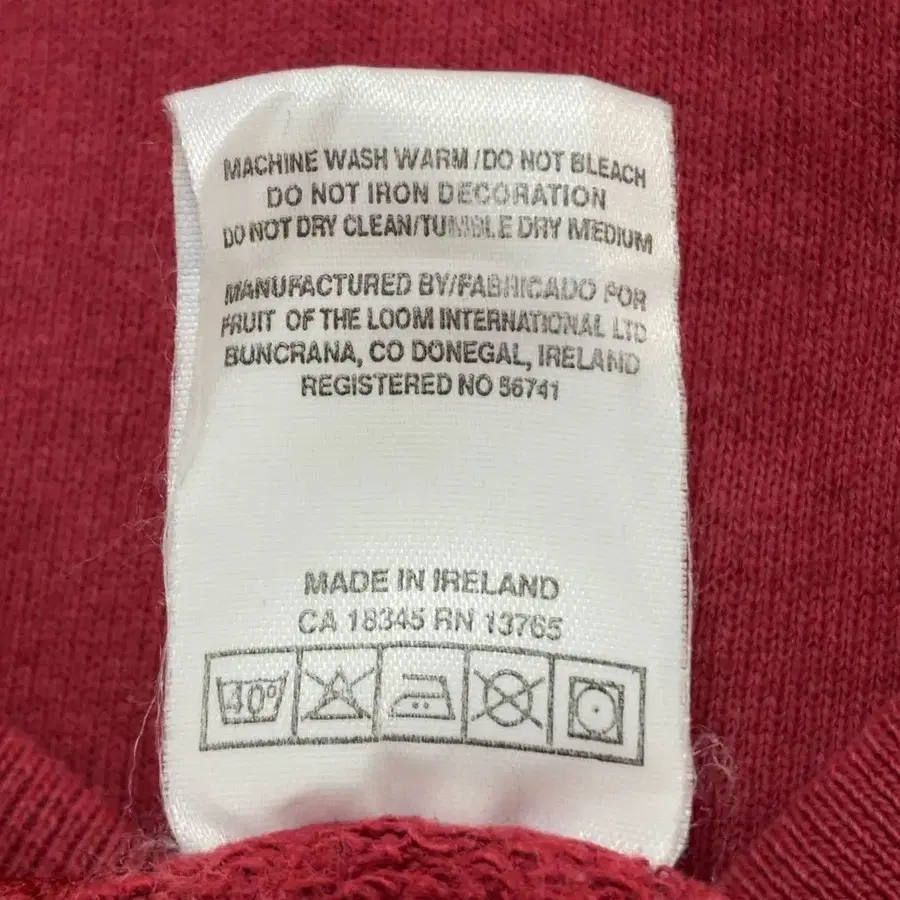 MACHINE WASH WARM/DO NOT BLEACH
DO NOT IRON DECORATION
DO NOT DRY CLEAN/TUMBLE DRY MEDIUM
MANUFACTURED BY/FABRICADO POR
FRUIT OF THE LOOM INTERNATIONAL LTD
BUNCRANA, CO DONEGAL, IRELAND
REGISTERED NO 56741
MADE IN IRELAND
CA 18345 RN 13765
40°